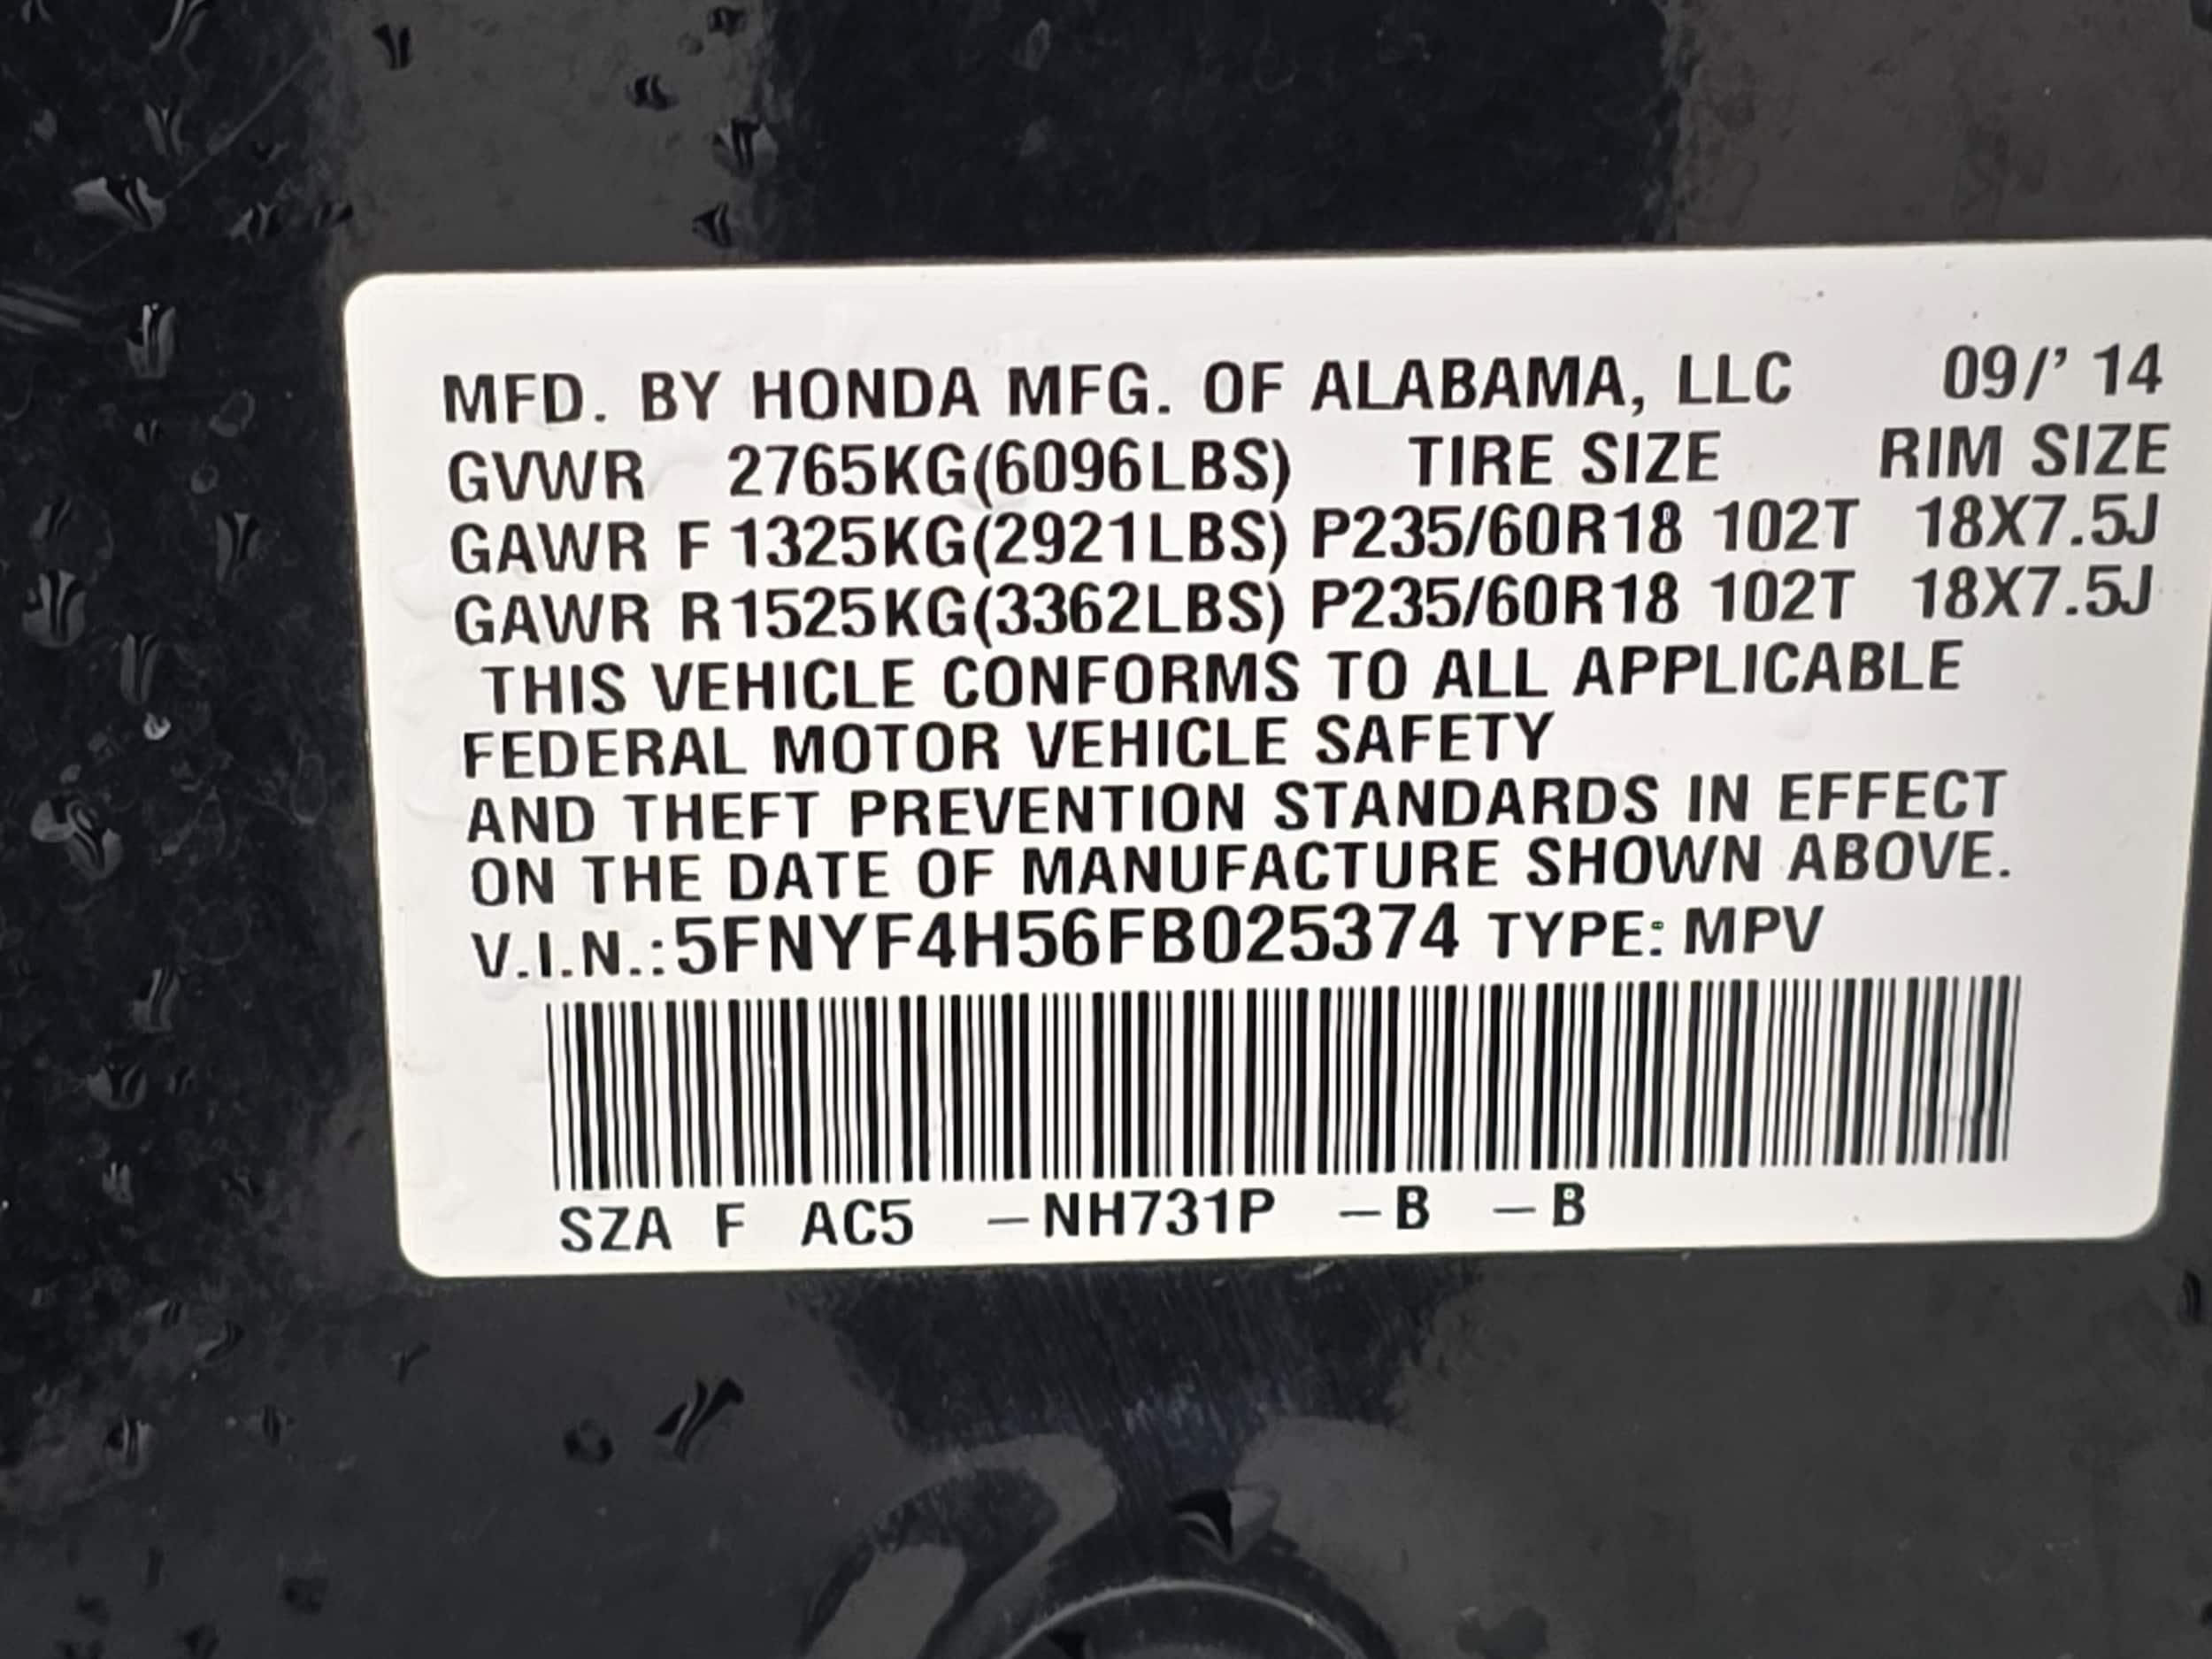 MFD. BY HONDA MFG. OF ALABAMA, LLC 09/' 14
GVWR 2765KG(6096LBS) TIRE SIZE RIM SIZE
GAWR F 1325KG(2921LBS) P235/60R18 102T 18X7.5J
GAWR R 1525KG(3362LBS) P235/60R18 102T 18X7.5J
THIS VEHICLE CONFORMS TO ALL APPLICABLE
FEDERAL MOTOR VEHICLE SAFETY
AND THEFT PREVENTION STANDARDS IN EFFECT
ON THE DATE OF MANUFACTURE SHOWN ABOVE.
V.I.N.:5FNYF4H56FB025374 TYPE: MPV
SZA F AC5 –NH731P –B –B